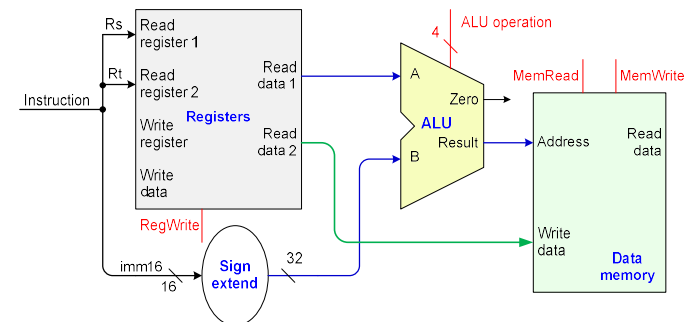 Rs
Read
register 1
Rt
Read
register 2
Instruction
Write
register
Write
data
Registers
Read
data 1
Read
data 2
RegWrite
imm16
16
Sign
extend
32
4
ALU operation
A
Zero
ALU
Result
B
MemRead
MemWrite
Address
Read
data
Write
data
Data
memory